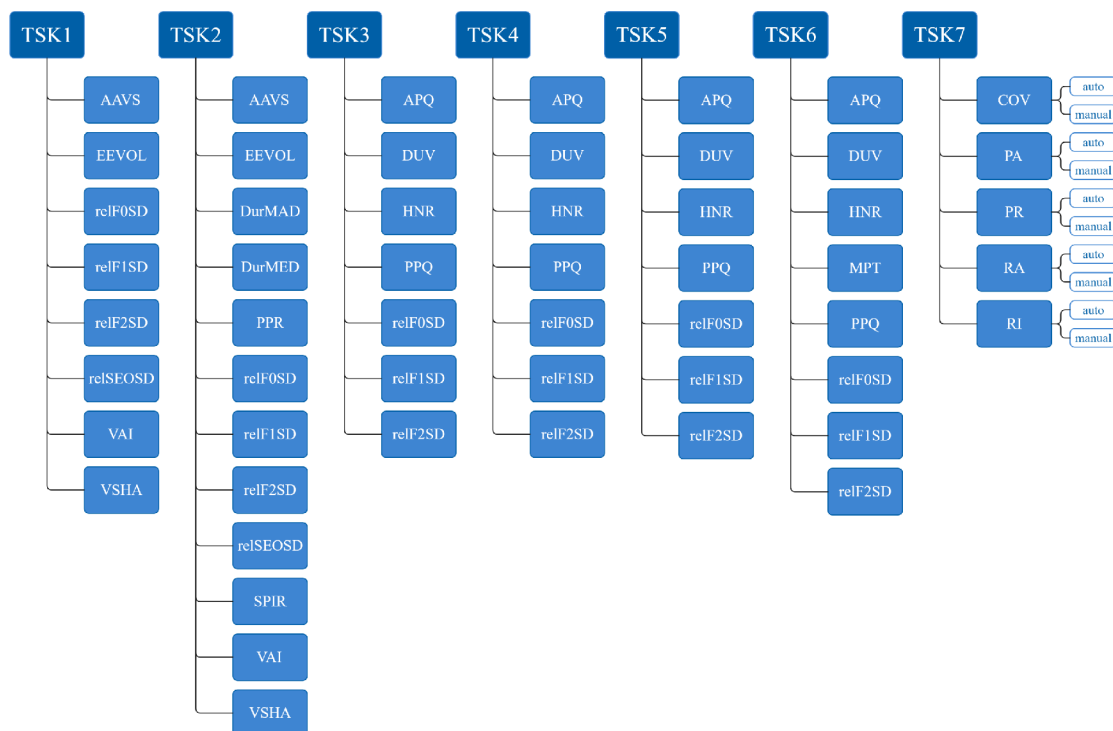 TSK1
AAVS
EEVOL
relF0SD
relF1SD
relF2SD
relSEOSD
VAI
VSHA
TSK2
AAVS
EEVOL
DurMAD
DurMED
PPR
relF0SD
relF1SD
relF2SD
relSEOSD
SPIR
VAI
VSHA
TSK3
APQ
DUV
HNR
PPQ
relF0SD
relF1SD
relF2SD
TSK4
APQ
DUV
HNR
PPQ
relF0SD
relF1SD
relF2SD
TSK5
APQ
DUV
HNR
PPQ
relF0SD
relF1SD
relF2SD
TSK6
APQ
DUV
HNR
MPT
PPQ
relF0SD
relF1SD
relF2SD
TSK7
COV
auto
manual
PA
auto
manual
PR
auto
manual
RA
auto
manual
RI
auto
manual